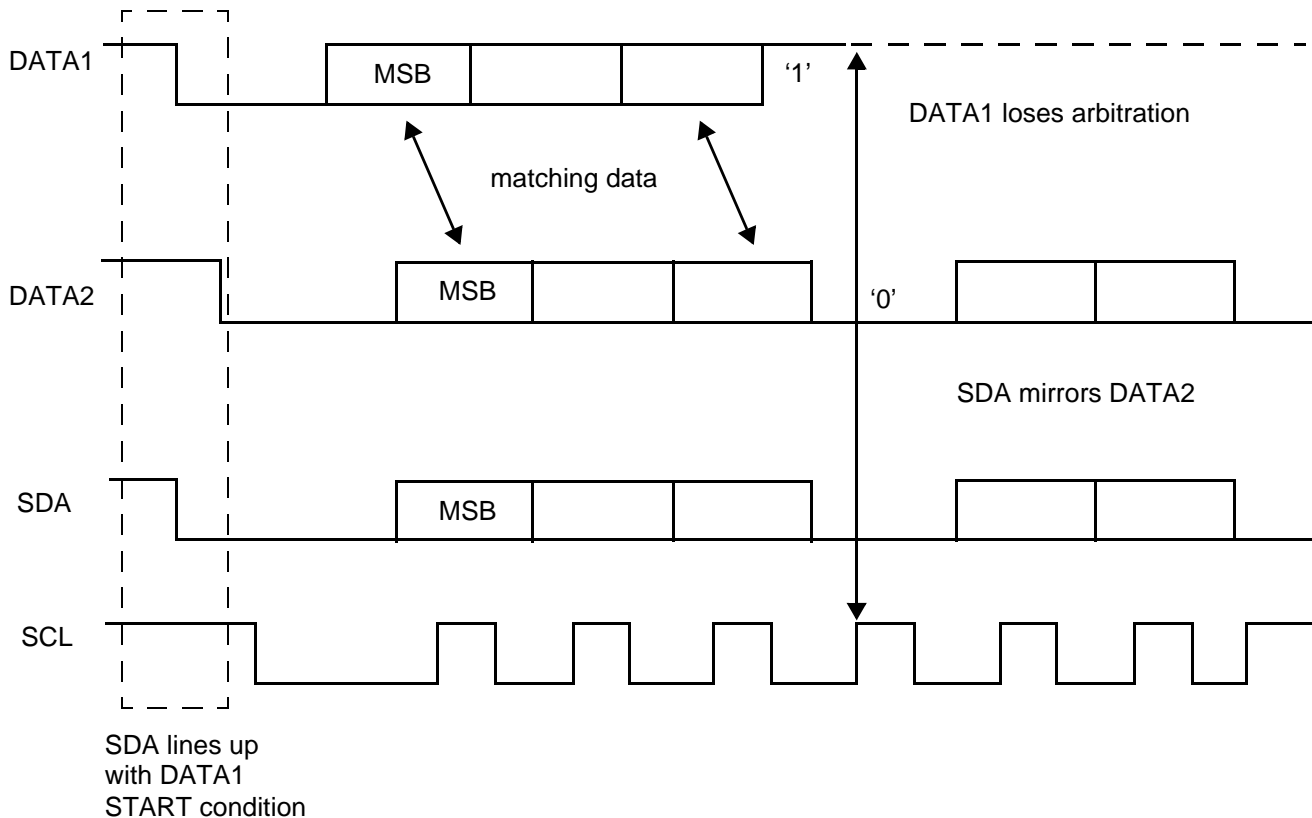 DATA1
MSB
‘1’
DATA1 loses arbitration
matching data
DATA2
MSB
‘0’
SDA mirrors DATA2
SDA
MSB
SCL
SDA lines up
with DATA1
START condition